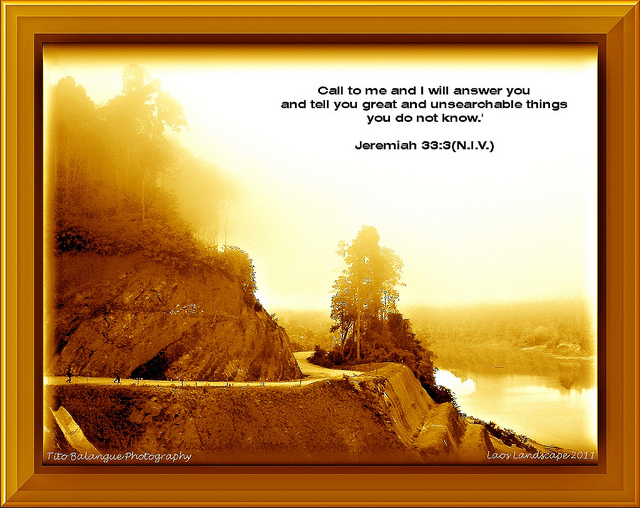 Call to me and I will answer you
and tell you great and unsearchable things
you do not know.'
Jeremiah 33:3(N.I.V.)
Tito Balangue Photography
Laos Landscape 2011